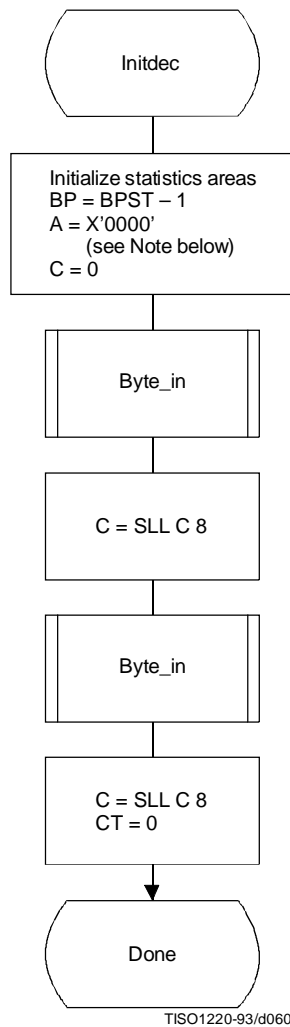 Initdec
Initialize statistics areas
BP = BPST – 1
A = X'0000'
(see Note below)
C = 0
Byte_in
C = SLL C 8
Byte_in
C = SLL C 8
CT = 0
Done
TISO1220-93/d060